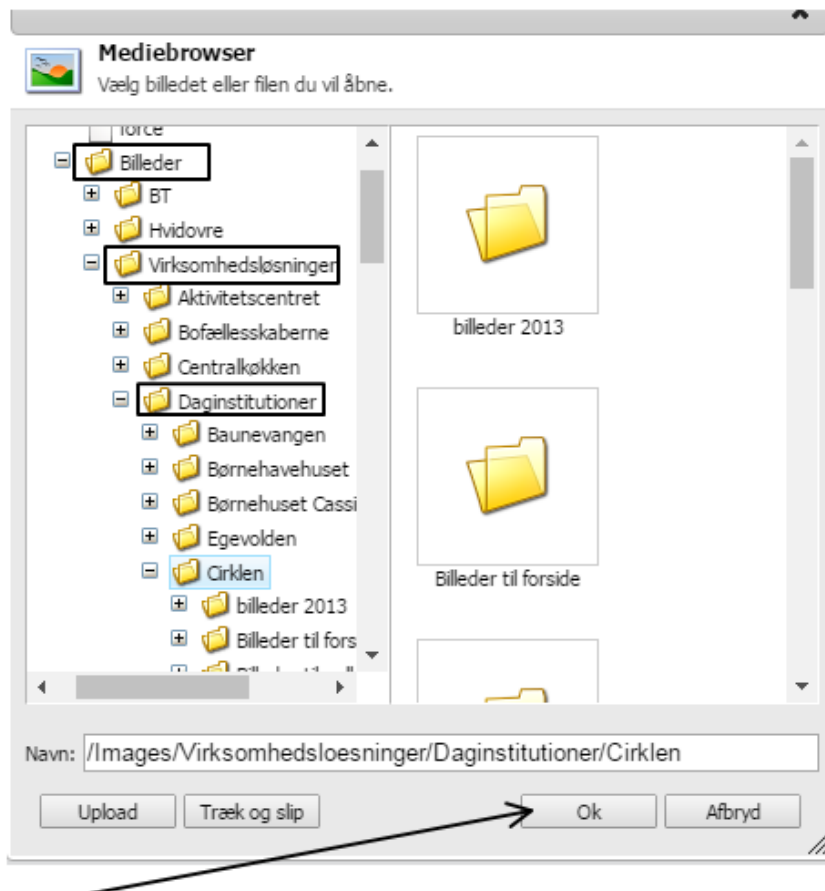 Mediebrowser
Vælg billedet eller filen du vil åbne.
force
Billeder
BT
Hvidovre
Virksomhedsløsninger
Aktivitetscentret
Bofællesskaberne
Centralkøkken
Daginstitutioner
Baunevangen
Børnehavehuset
Børnehuset Cassi
Egevolden
Cirklen
billeder 2013
Billeder til fors
billeder 2013
Billeder til forside
Navn: /Images/Virksomhedsloesninger/Daginstitutioner/Cirklen
Upload Træk og slip Ok Afbryd